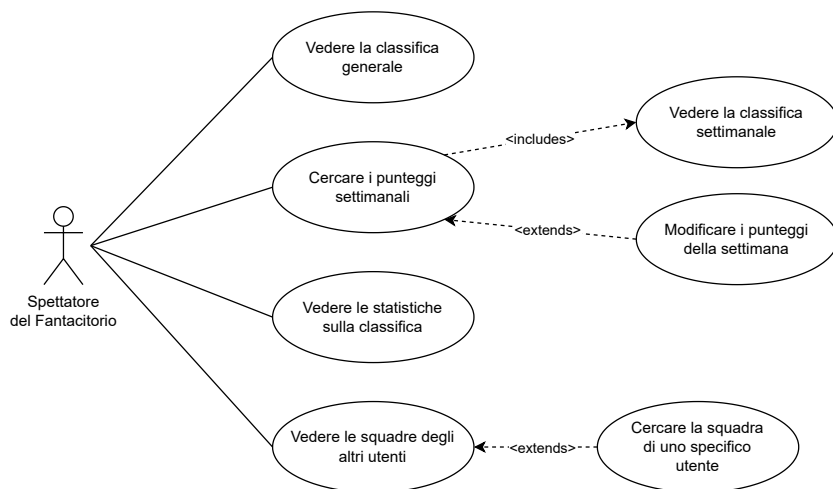 Vedere la classifica
generale
Vedere la classifica
settimanale
<includes>
Cercare i punteggi
settimanali
<extends>
Modificare i punteggi
della settimana
Spettatore
del Fantacitorio
Vedere le statistiche
sulla classifica
Vedere le squadre degli
altri utenti
<extends>
Cercare la squadra
di uno specifico
utente